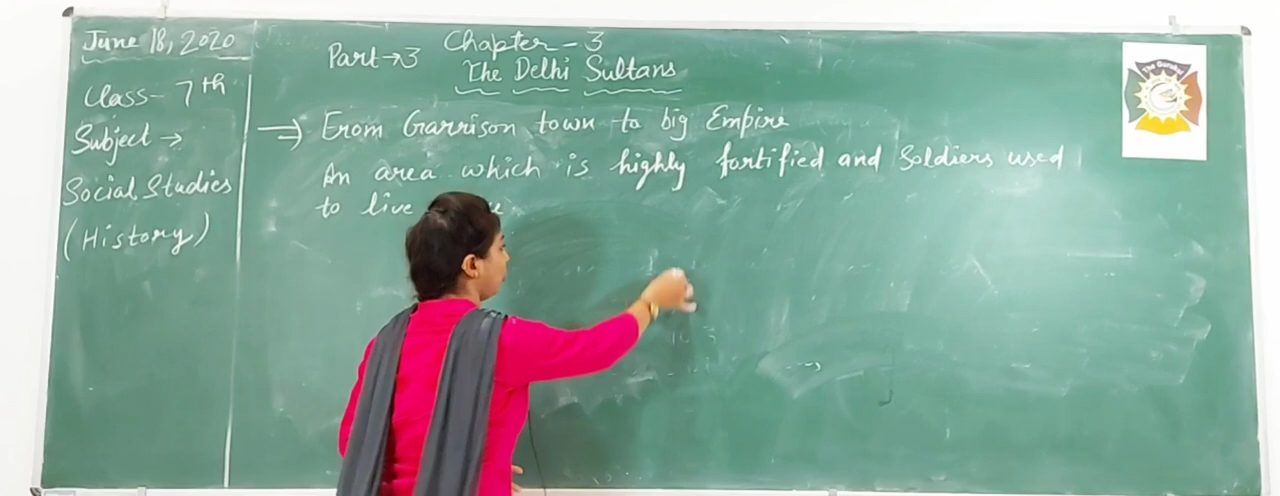 June 18, 2020
Class- 7th
Subject →
Social Studies
(History)
Part→3 Chapter - 3
The Delhi Sultans
⇒ From Garrison town to big Empire
An area which is highly fortified and Soldiers used
to live